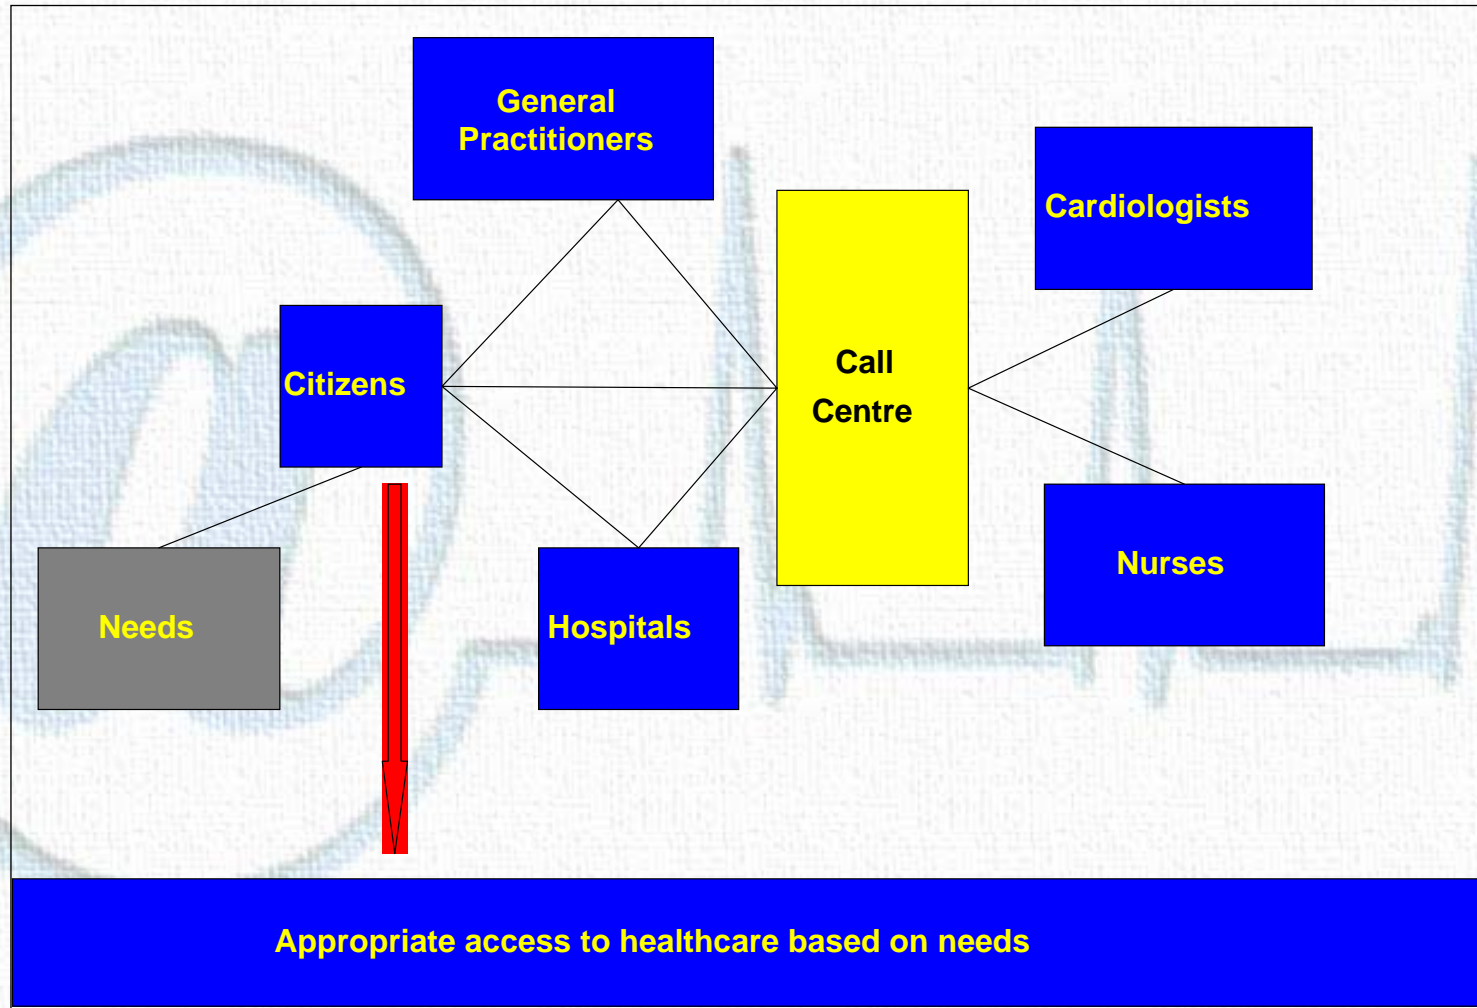 General
Practitioners
Cardiologists
Call
Centre
Citizens
Nurses
Needs
Hospitals
Appropriate access to healthcare based on needs